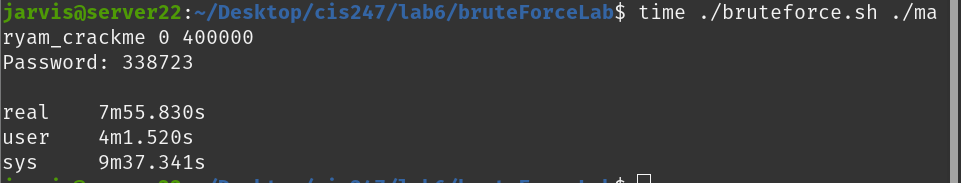 jarvis@server22:~/Desktop/cis247/lab6/bruteForceLab$ time ./bruteforce.sh ./ma
ryam_crackme 0 400000
Password: 338723
real    7m55.830s
user    4m1.520s
sys     9m37.341s